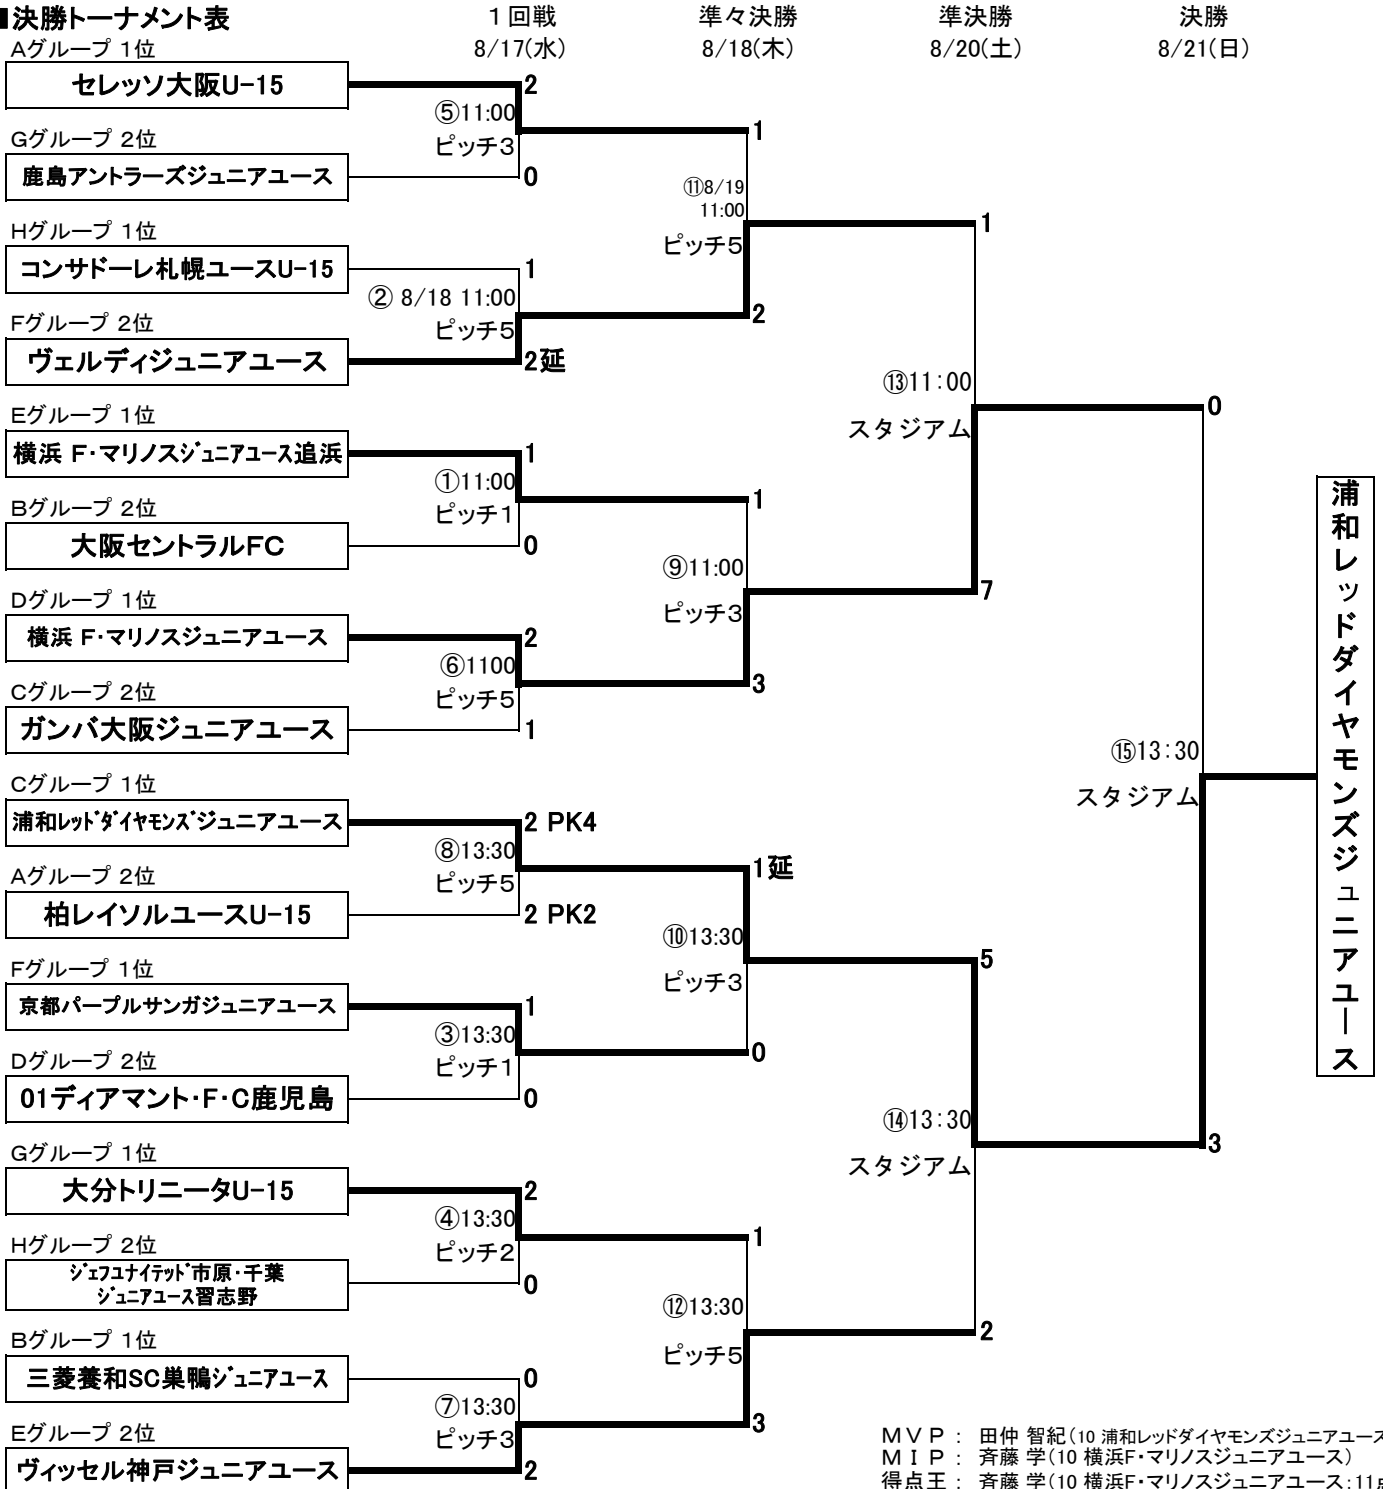 ■決勝トーナメント表
1回戦 準々決勝 準決勝 決勝
8/17(水) 8/18(木) 8/20(土) 8/21(日)
Aグループ 1位
セレッソ大阪U-15
2
⑤11:00
ピッチ3
1
Gグループ 2位
鹿島アントラーズジュニアユース
0
⑪8/19
11:00
ピッチ5
1
Hグループ 1位
コンサドーレ札幌ユースU-15
1
② 8/18 11:00
ピッチ5
2
Fグループ 2位
ヴェルディジュニアユース
2延
⑬11:00
スタジアム
0
Eグループ 1位
横浜 F・マリノスジュニアユース追浜
1
①11:00
ピッチ1
1
Bグループ 2位
大阪セントラルFC
0
⑨11:00
ピッチ3
7
Dグループ 1位
横浜 F・マリノスジュニアユース
2
⑥1100
ピッチ5
3
Cグループ 2位
ガンバ大阪ジュニアユース
1
⑮13:30
スタジアム
浦和レッドダイヤモンズジュニアユース
Cグループ 1位
浦和レッドダイヤモンズジュニアユース
2 PK4
⑧13:30
ピッチ5
1延
Aグループ 2位
柏レイソルユースU-15
2 PK2
⑩13:30
ピッチ3
5
Fグループ 1位
京都パープルサンガジュニアユース
1
③13:30
ピッチ1
0
Dグループ 2位
01ディアマント・F・C鹿児島
0
⑭13:30
スタジアム
3
Gグループ 1位
大分トリニータU-15
2
④13:30
ピッチ2
1
Hグループ 2位
ジェフユナイテッド市原・千葉
ジュニアユース習志野
0
⑫13:30
ピッチ5
2
Bグループ 1位
三菱養和SC巣鴨ジュニアユース
0
⑦13:30
ピッチ3
3
Eグループ 2位
ヴィッセル神戸ジュニアユース
2
MVP： 田仲 智紀(10 浦和レッドダイヤモンズジュニアユース
MIP： 斉藤 学(10 横浜F・マリノスジュニアユース)
得点王： 斉藤 学(10 横浜F・マリノスジュニアユース;11点